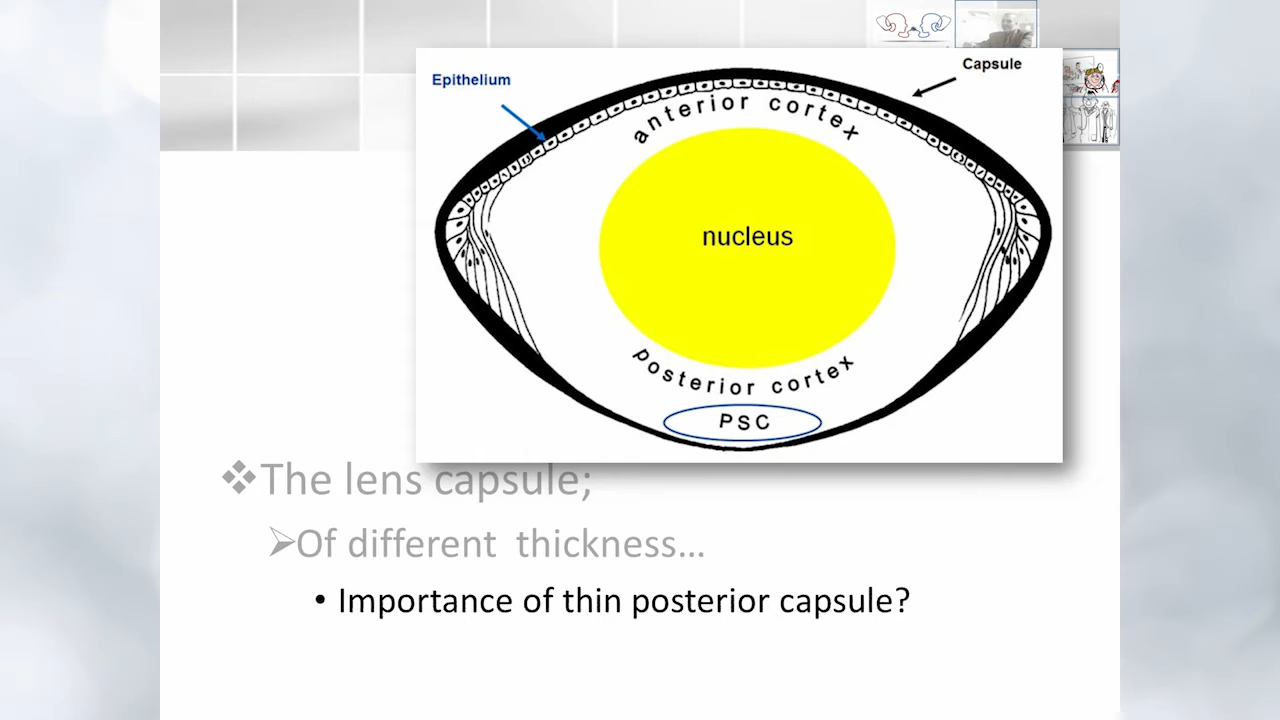 Capsule
Epithelium
anterior cortex
nucleus
posterior cortex
PSC
❖The lens capsule;
➢Of different thickness...
• Importance of thin posterior capsule?